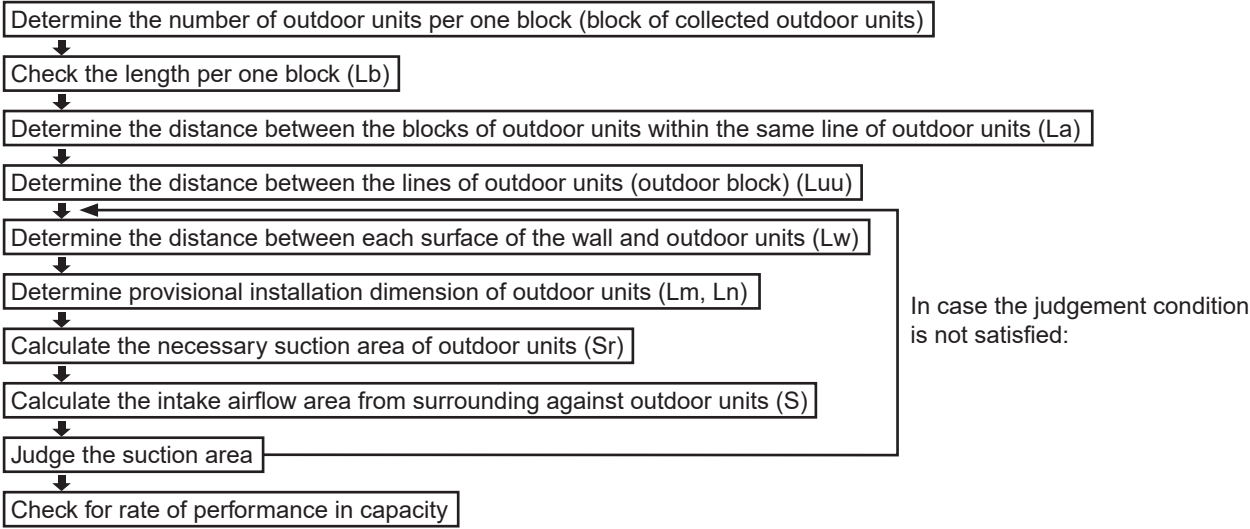 Determine the number of outdoor units per one block (block of collected outdoor units)
Check the length per one block (Lb)
Determine the distance between the blocks of outdoor units within the same line of outdoor units (La)
Determine the distance between the lines of outdoor units (outdoor block) (Luu)
Determine the distance between each surface of the wall and outdoor units (Lw)
Determine provisional installation dimension of outdoor units (Lm, Ln)
In case the judgement condition
is not satisfied:
Calculate the necessary suction area of outdoor units (Sr)
Calculate the intake airflow area from surrounding against outdoor units (S)
Judge the suction area
Check for rate of performance in capacity